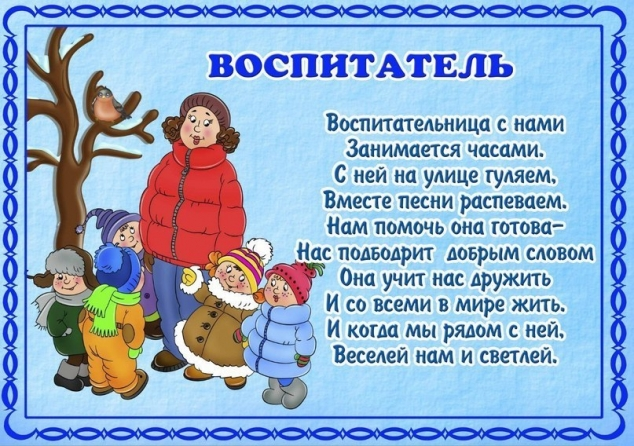 ВОСПИТАТЕЛЬ
Воспитательница с нами
Занимается часами.
С ней на улице гуляем,
Вместе песни распеваем.
Нам помочь она готова-
Нас подбодрит добрым словом
Она учит нас дружить
И со всеми в мире жить.
И когда мы рядом с ней,
Веселей нам и светлей.